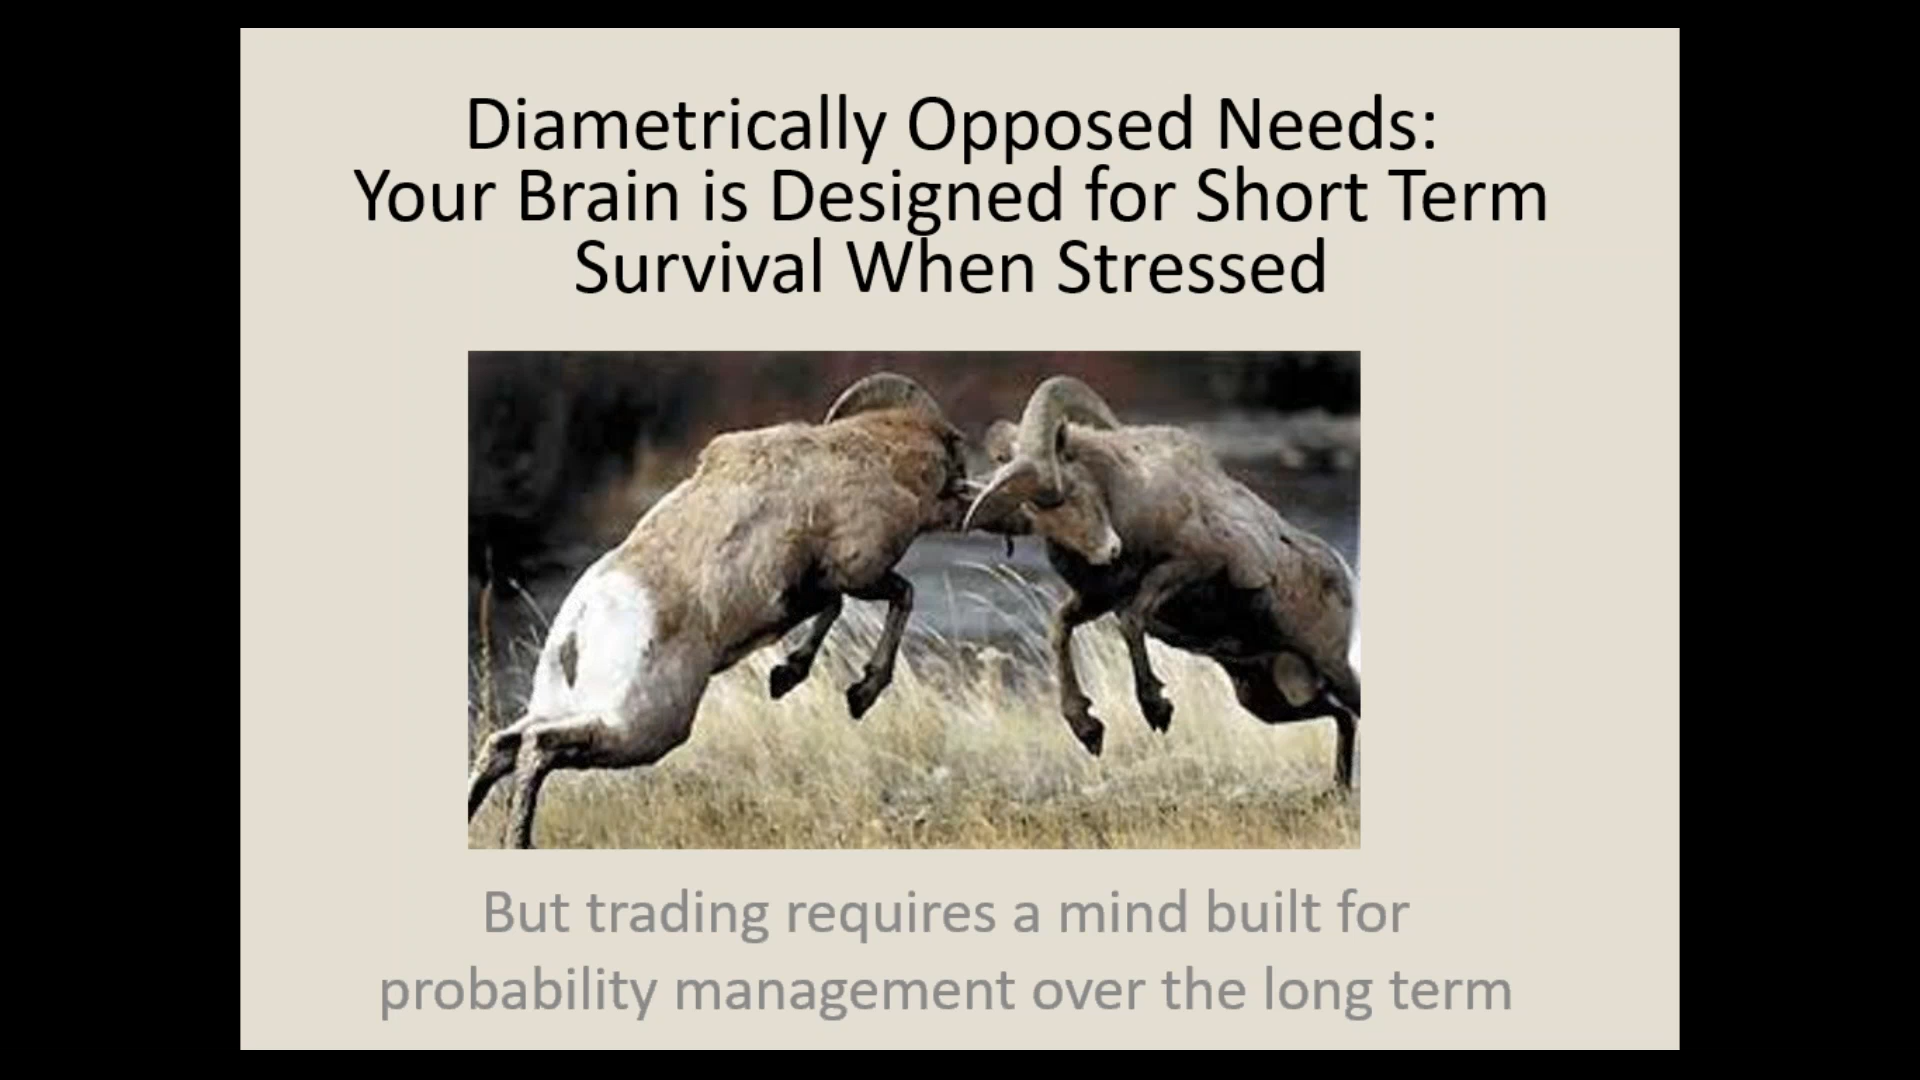 Diametrically Opposed Needs:
Your Brain is Designed for Short Term
Survival When Stressed
But trading requires a mind built for
probability management over the long term